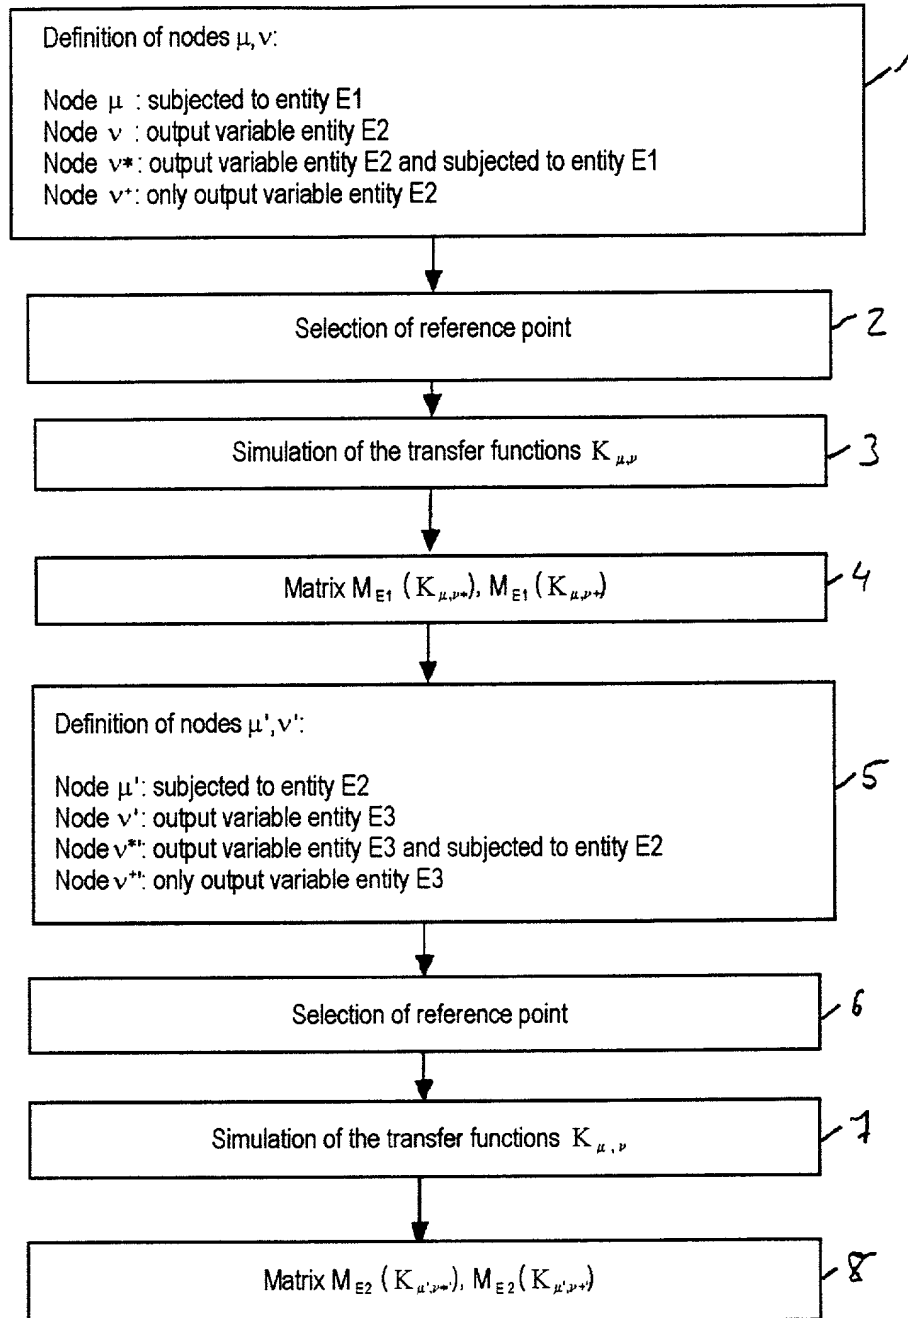 Definition of nodes μ, ν:
1
Node μ : subjected to entity E1
Node ν : output variable entity E2
Node ν*: output variable entity E2 and subjected to entity E1
Node ν⁺: only output variable entity E2
Selection of reference point
2
Simulation of the transfer functions K μ,ν
3
Matrix M E1 ( K μ,ν* ), M E1 ( K μ,ν+ )
4
Definition of nodes μ',ν':
Node μ': subjected to entity E2
5
Node ν': output variable entity E3
Node ν*': output variable entity E3 and subjected to entity E2
Node ν⁺': only output variable entity E3
Selection of reference point
6
Simulation of the transfer functions K μ,ν
7
Matrix M E2 ( K μ',ν*' ), M E2 ( K μ',ν+' )
8